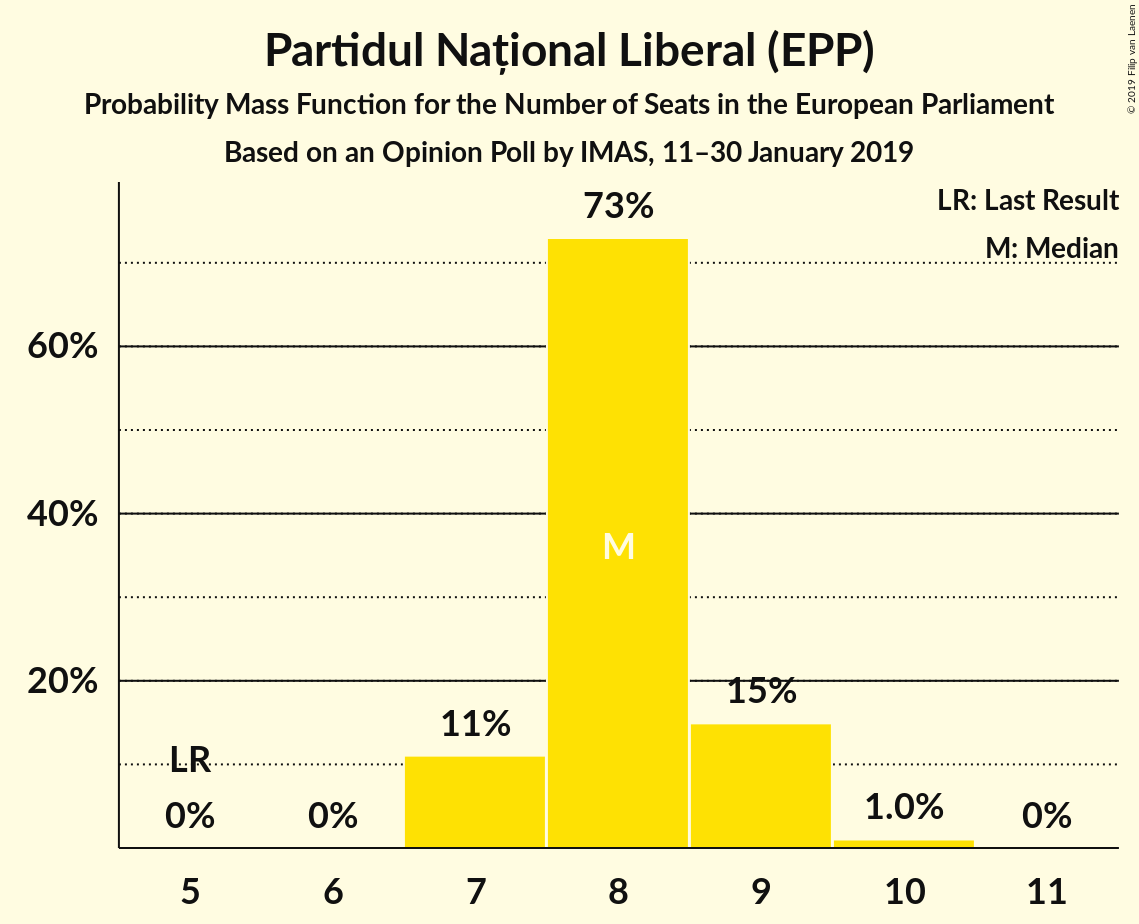 Partidul Național Liberal (EPP)
Probability Mass Function for the Number of Seats in the European Parliament
Based on an Opinion Poll by IMAS, 11–30 January 2019
© 2019 Filip van Laenen
LR: Last Result
M: Median
73%
60%
40%
20%
M
15%
11%
LR
1.0%
0%
0%
0%
5
6
7
8
9
10
11